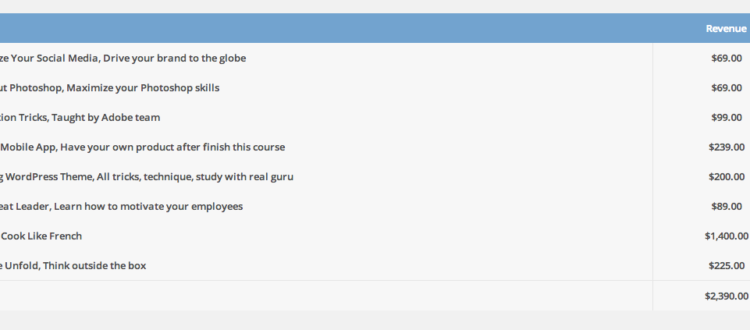 Revenue
ze Your Social Media, Drive your brand to the globe $69.00
ut Photoshop, Maximize your Photoshop skills $69.00
tion Tricks, Taught by Adobe team $99.00
Mobile App, Have your own product after finish this course $239.00
g WordPress Theme, All tricks, technique, study with real guru $200.00
eat Leader, Learn how to motivate your employees $89.00
Cook Like French $1,400.00
e Unfold, Think outside the box $225.00
$2,390.00